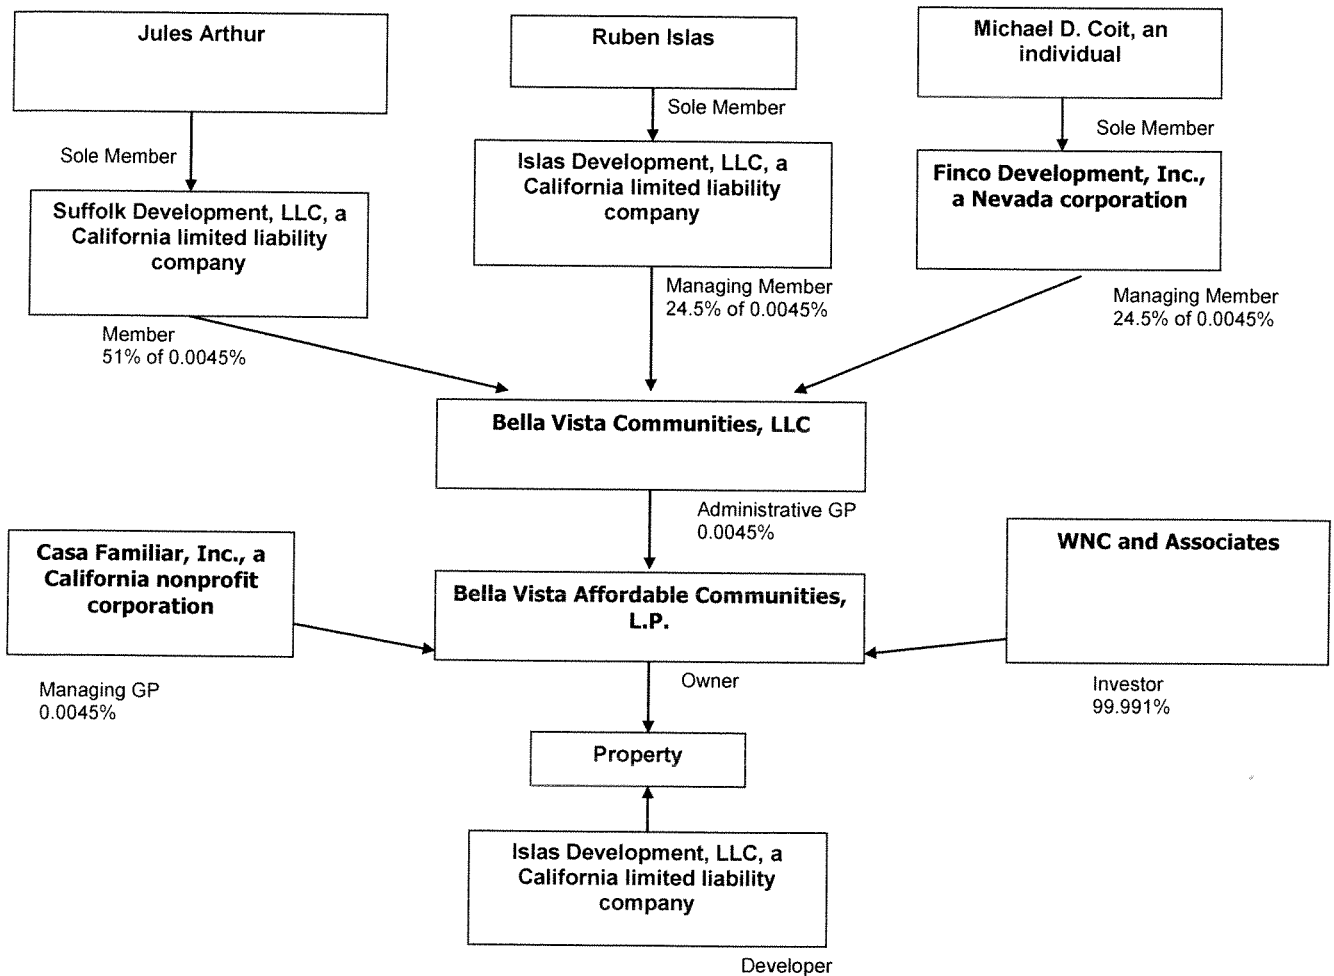 Jules Arthur
Ruben Islas
Michael D. Coit, an
individual
Sole Member
Sole Member
Sole Member
Suffolk Development, LLC, a
California limited liability
company
Islas Development, LLC, a
California limited liability
company
Finco Development, Inc.,
a Nevada corporation
Member
51% of 0.0045%
Managing Member
24.5% of 0.0045%
Managing Member
24.5% of 0.0045%
Bella Vista Communities, LLC
Administrative GP
0.0045%
Casa Familiar, Inc., a
California nonprofit
corporation
Bella Vista Affordable Communities,
L.P.
WNC and Associates
Managing GP
0.0045%
Owner
Investor
99.991%
Property
Islas Development, LLC, a
California limited liability
company
Developer